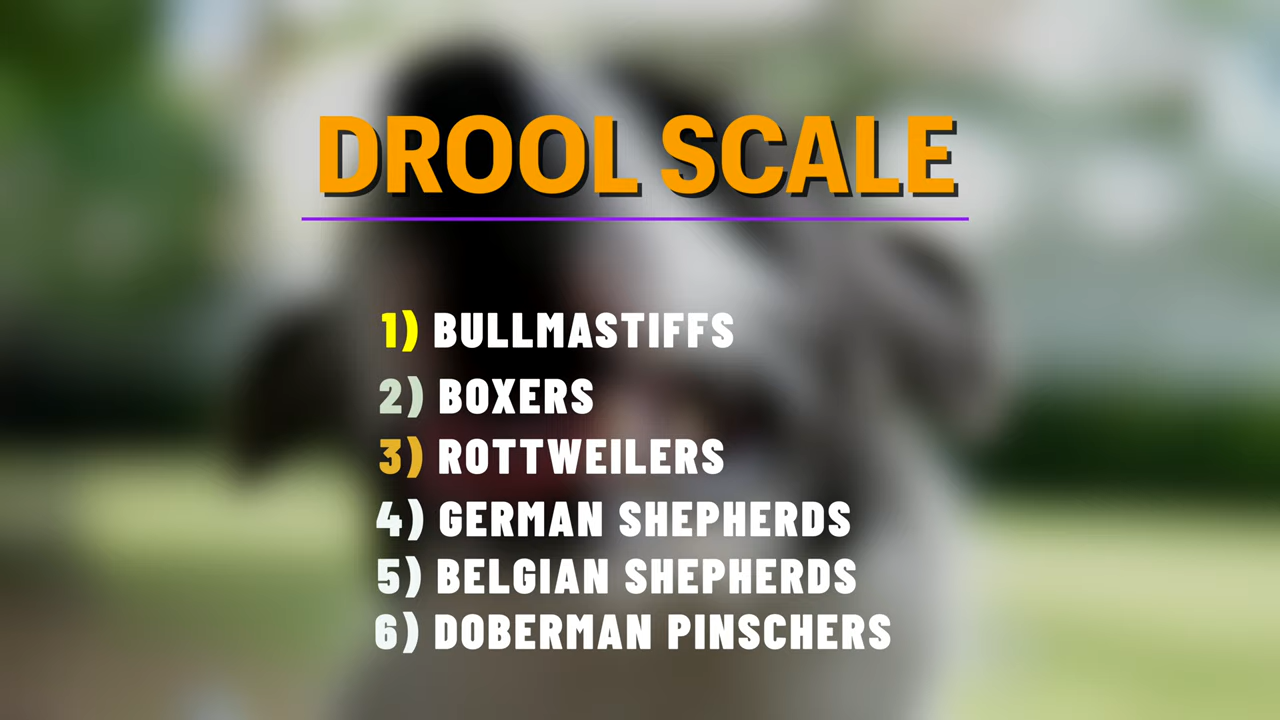 DROOL SCALE
1) BULLMASTIFFS
2) BOXERS
3) ROTTWEILERS
4) GERMAN SHEPHERDS
5) BELGIAN SHEPHERDS
6) DOBERMAN PINSCHERS